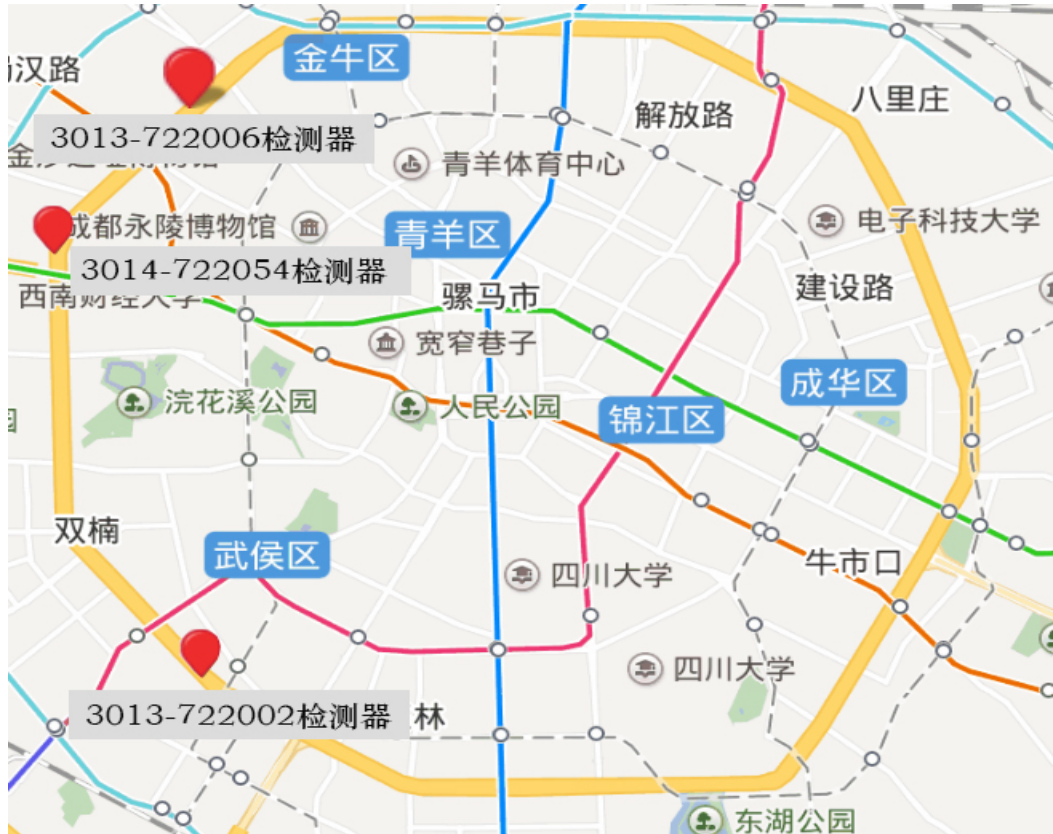 金牛区
汉路
八里庄
解放路
3013-722006检测器
青羊体育中心
成都永陵博物馆
电子科技大学
青羊区
3014-722054检测器
西南财经大学
骡马市
建设路
宽窄巷子
成华区
浣花溪公园
人民公园
锦江区
双楠
武侯区
牛市口
四川大学
四川大学
3013-722002检测器
林
东湖公园